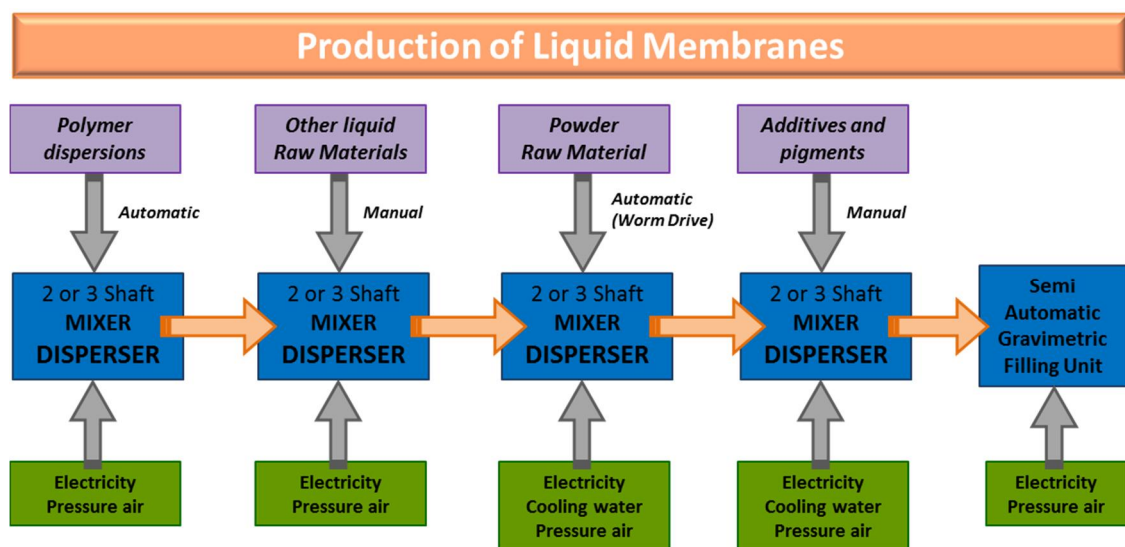 Production of Liquid Membranes
Polymer
dispersions
Other liquid
Raw Materials
Powder
Raw Material
Additives and
pigments
Automatic
Manual
Automatic
(Worm Drive)
Manual
2 or 3 Shaft
MIXER
DISPERSER
2 or 3 Shaft
MIXER
DISPERSER
2 or 3 Shaft
MIXER
DISPERSER
2 or 3 Shaft
MIXER
DISPERSER
Semi
Automatic
Gravimetric
Filling Unit
Electricity
Pressure air
Electricity
Pressure air
Electricity
Cooling water
Pressure air
Electricity
Cooling water
Pressure air
Electricity
Pressure air